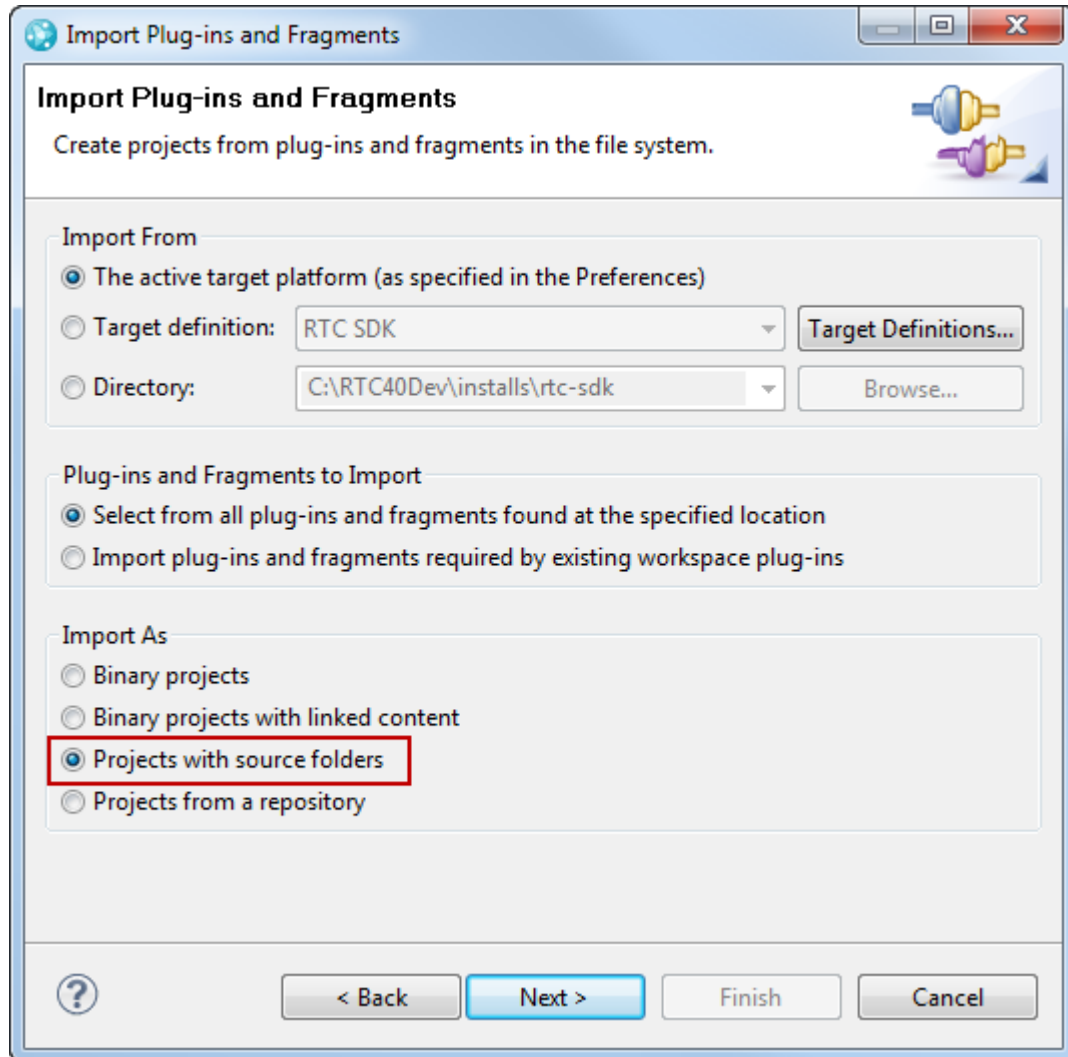 Import Plug-ins and Fragments
Import Plug-ins and Fragments
Create projects from plug-ins and fragments in the file system.
Import From
The active target platform (as specified in the Preferences)
Target definition: RTC SDK Target Definitions...
Directory: C:\RTC40Dev\installs\rtc-sdk Browse...
Plug-ins and Fragments to Import
Select from all plug-ins and fragments found at the specified location
Import plug-ins and fragments required by existing workspace plug-ins
Import As
Binary projects
Binary projects with linked content
Projects with source folders
Projects from a repository
? < Back Next > Finish Cancel